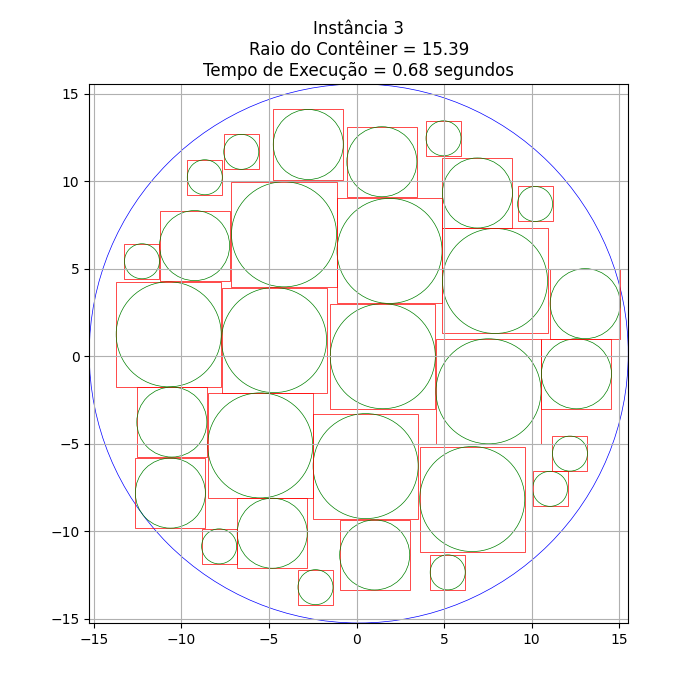 Instância 3
Raio do Contêiner = 15.39
Tempo de Execução = 0.68 segundos
15
10
5
0
−5
−10
−15
−15 −10 −5 0 5 10 15